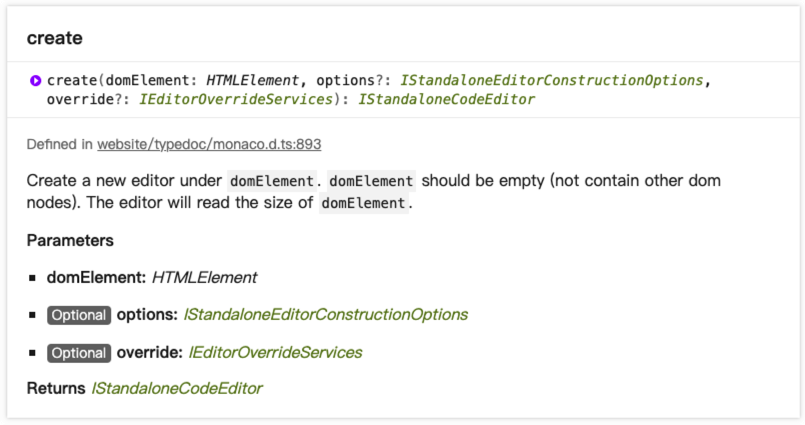 create
create(domElement: HTMLElement, options?: IStandaloneEditorConstructionOptions,
override?: IEditorOverrideServices): IStandaloneCodeEditor
Defined in website/typedoc/monaco.d.ts:893
Create a new editor under domElement. domElement should be empty (not contain other dom
nodes). The editor will read the size of domElement.
Parameters
domElement: HTMLElement
Optional options: IStandaloneEditorConstructionOptions
Optional override: IEditorOverrideServices
Returns IStandaloneCodeEditor